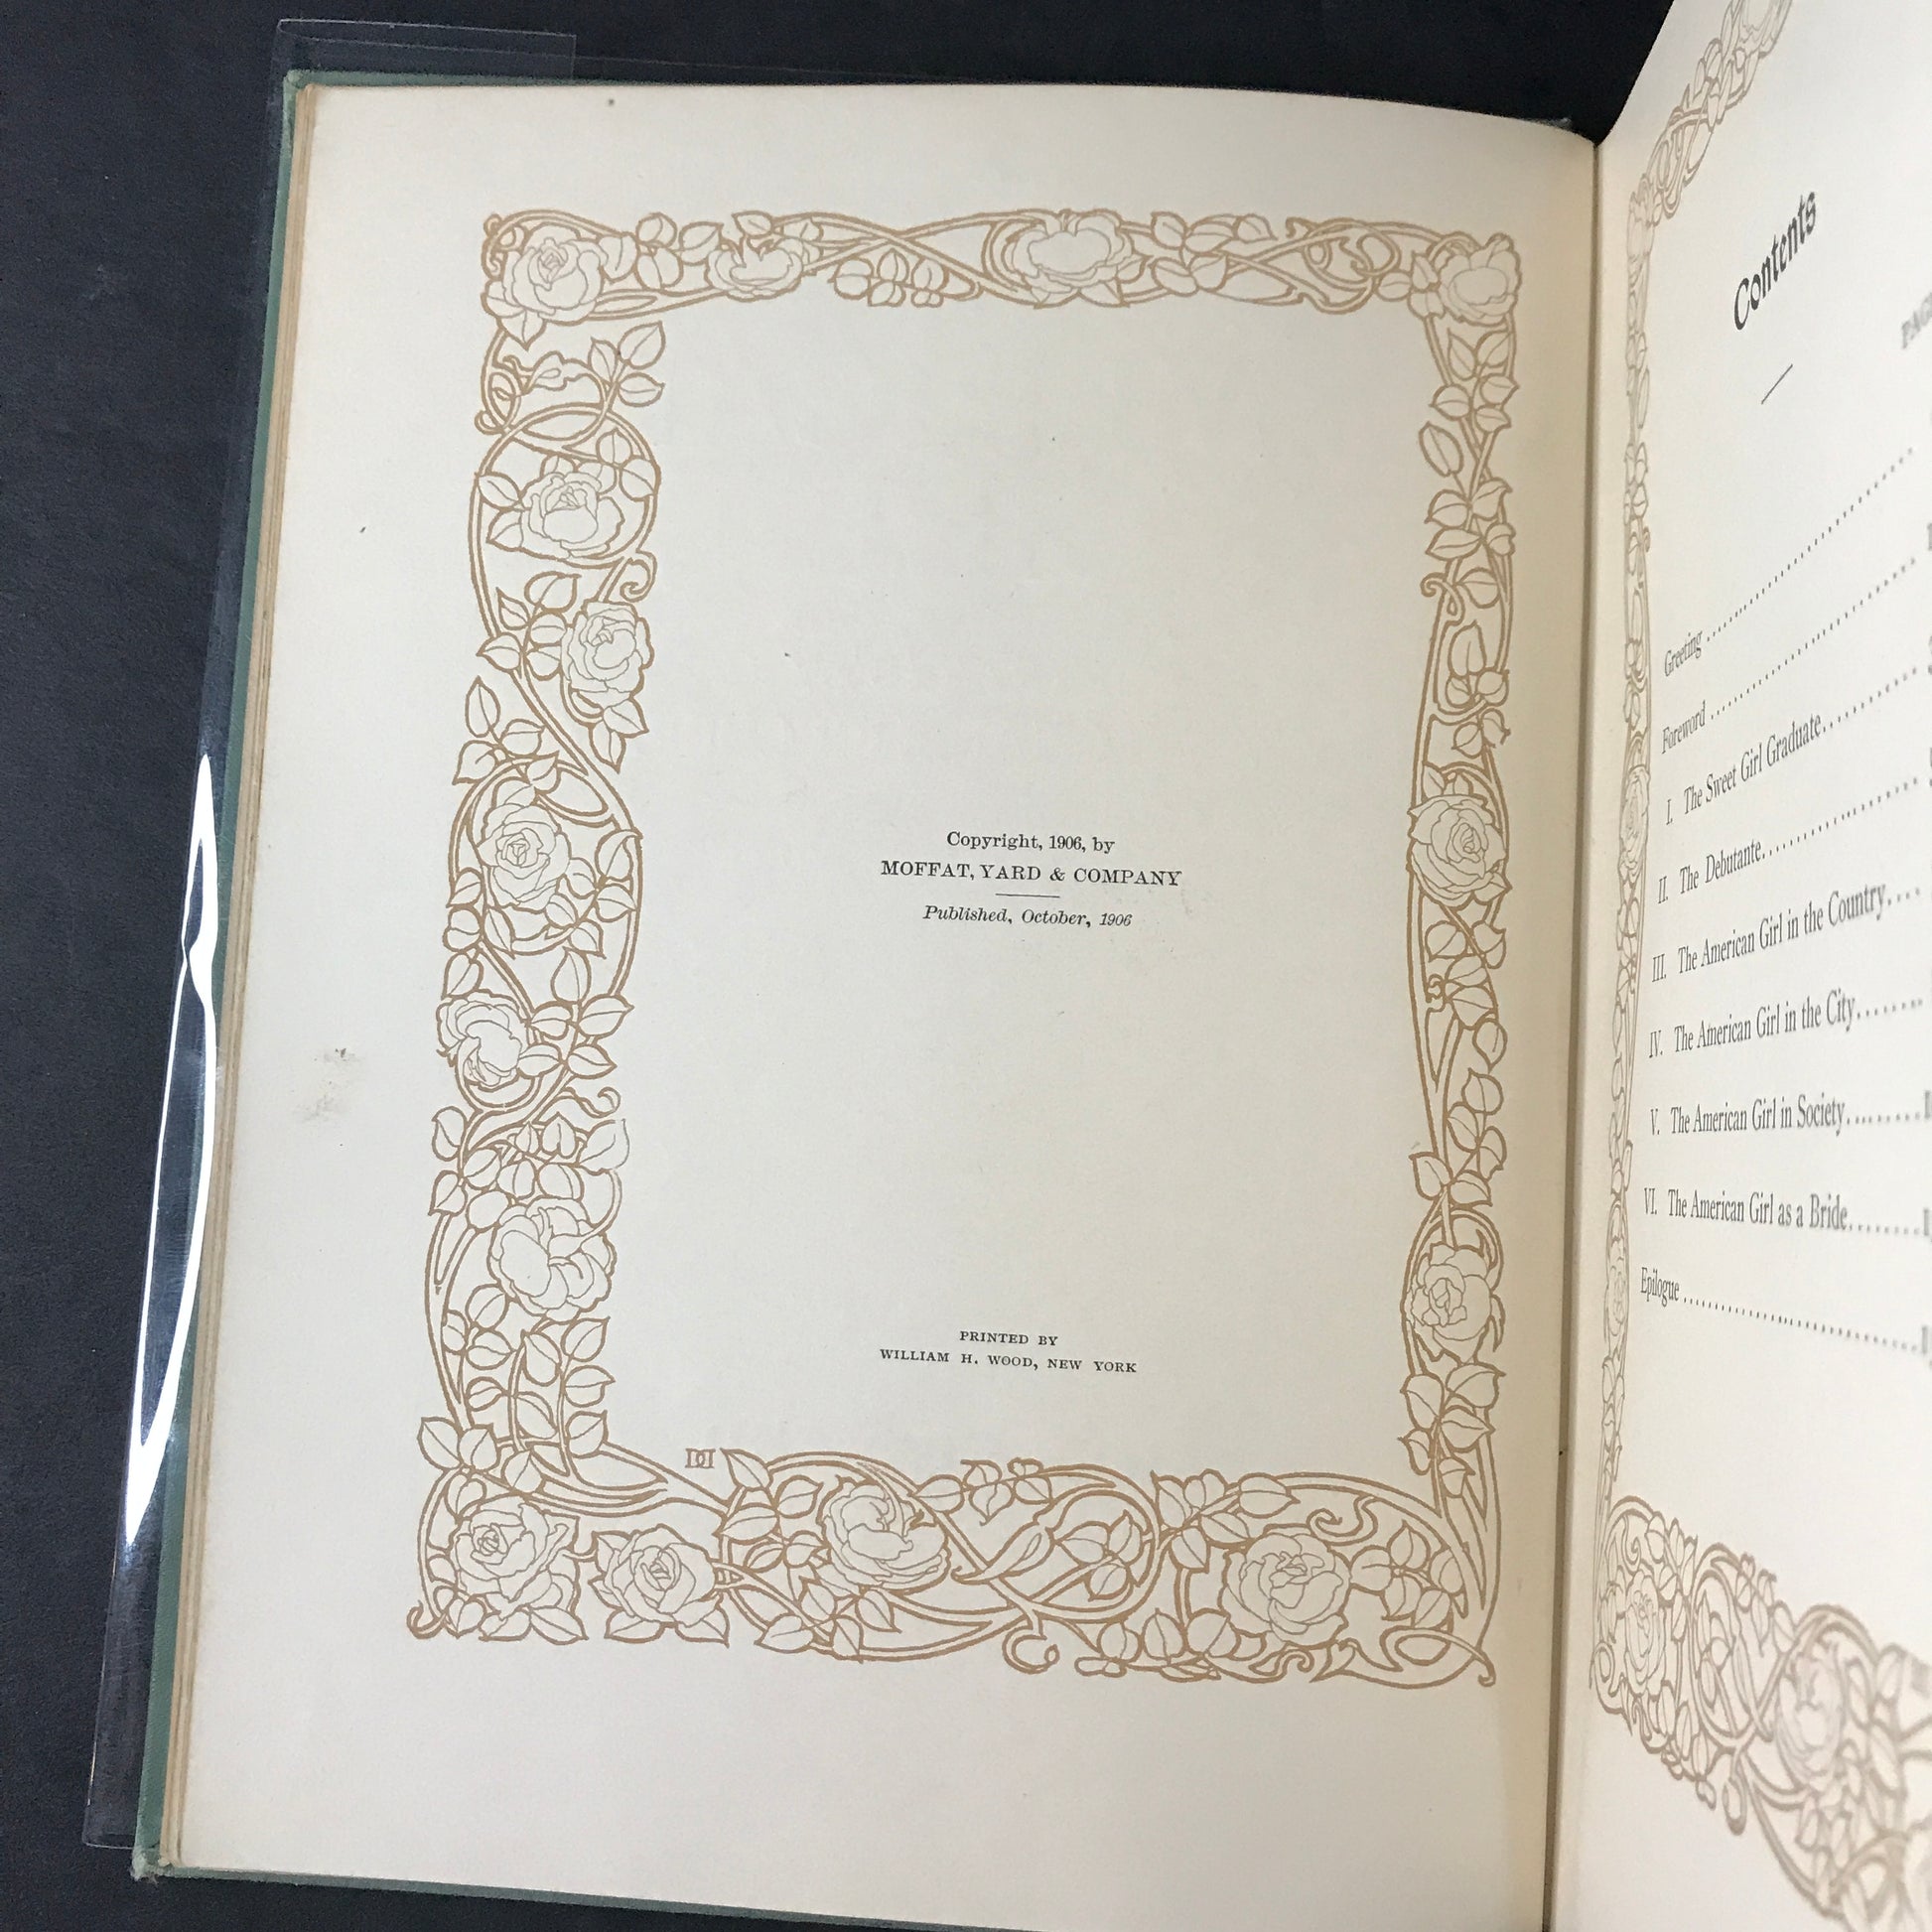 Copyright, 1906, by
MOFFAT, YARD & COMPANY
Published, October, 1906
PRINTED BY
WILLIAM H. WOOD, NEW YORK
Contents
Greeting
Foreword
I. The Sweet Girl Graduate
II. The Debutante
III. The American Girl in the Country
IV. The American Girl in the City
V. The American Girl in Society
VI. The American Girl as a Bride
Epilogue